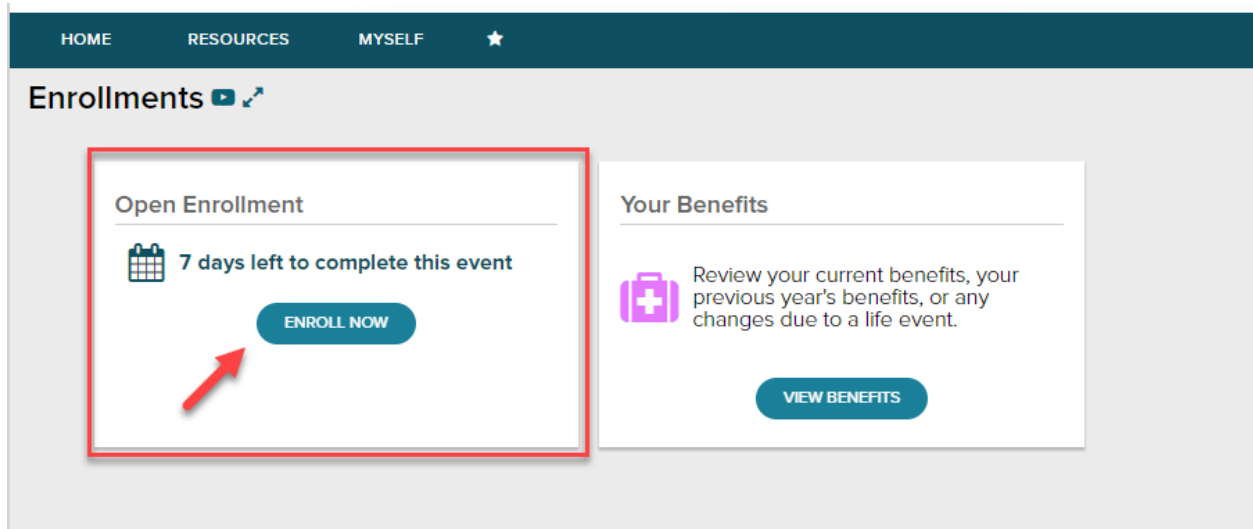 HOME RESOURCES MYSELF
Enrollments
Open Enrollment
7 days left to complete this event
ENROLL NOW
Your Benefits
Review your current benefits, your
previous year's benefits, or any
changes due to a life event.
VIEW BENEFITS